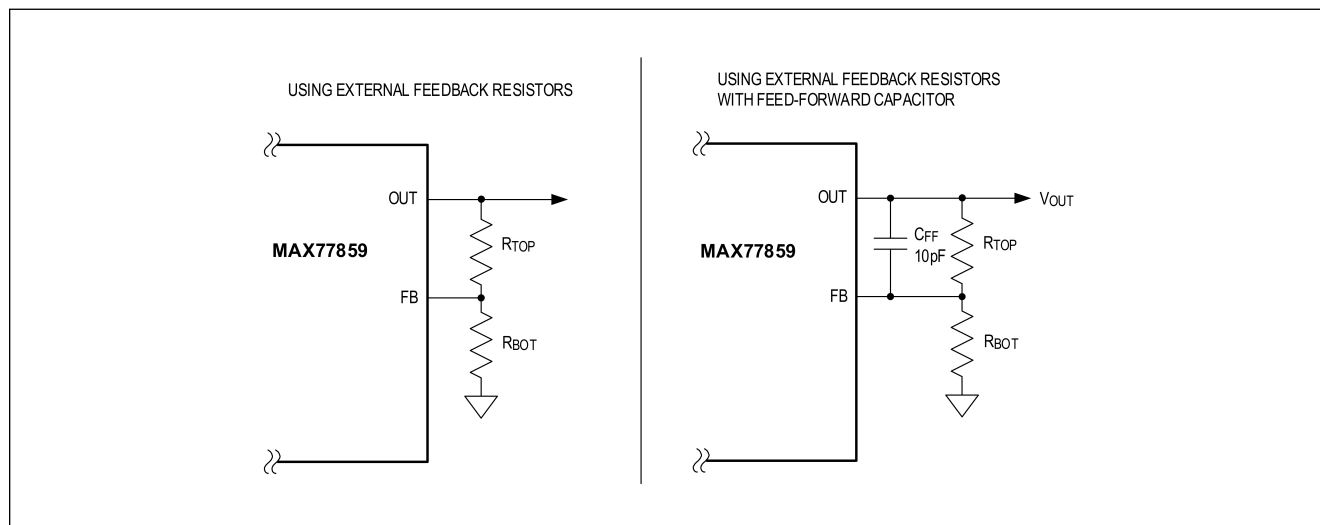 USING EXTERNAL FEEDBACK RESISTORS
OUT
RTOP
MAX77859
FB
RBOT
USING EXTERNAL FEEDBACK RESISTORS
WITH FEED-FORWARD CAPACITOR
OUT
VOUT
CFF
10pF
RTOP
MAX77859
FB
RBOT